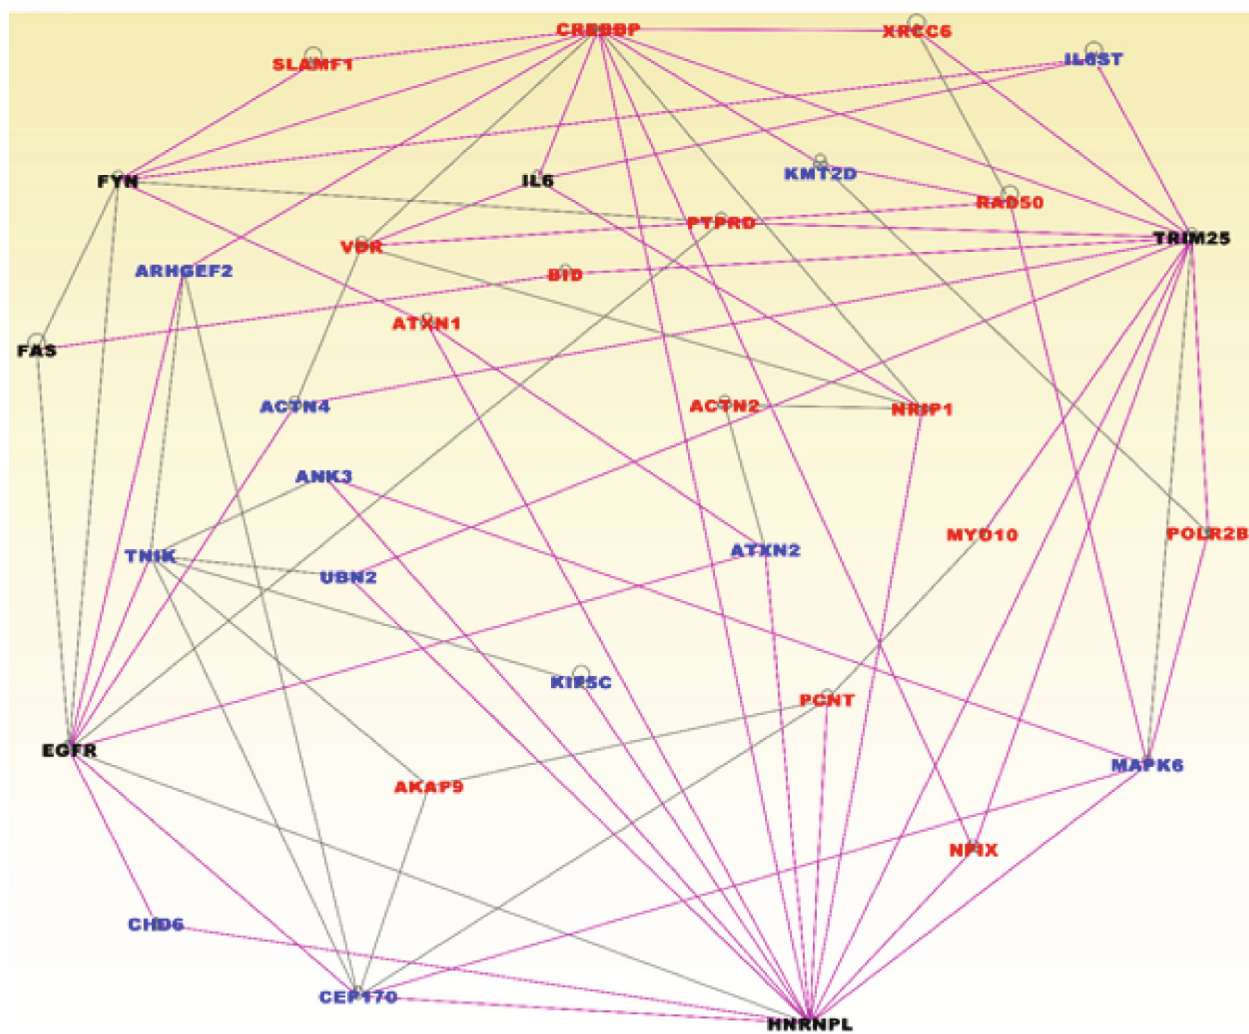 CREBBP
XRCC6
SLAMF1
IL6ST
FYN
IL6
KMT2D
RAD50
PTPRD
TRIM25
VDR
ARHGEF2
BID
ATXN1
FAS
ACTN4
ACTN2
NRIP1
ANK3
MYO10
POLR2B
TNIK
UBN2
ATXN2
KIF5C
PCNT
EGFR
MAPK6
AKAP9
NFIX
CHD6
CEP170
HNRNPL